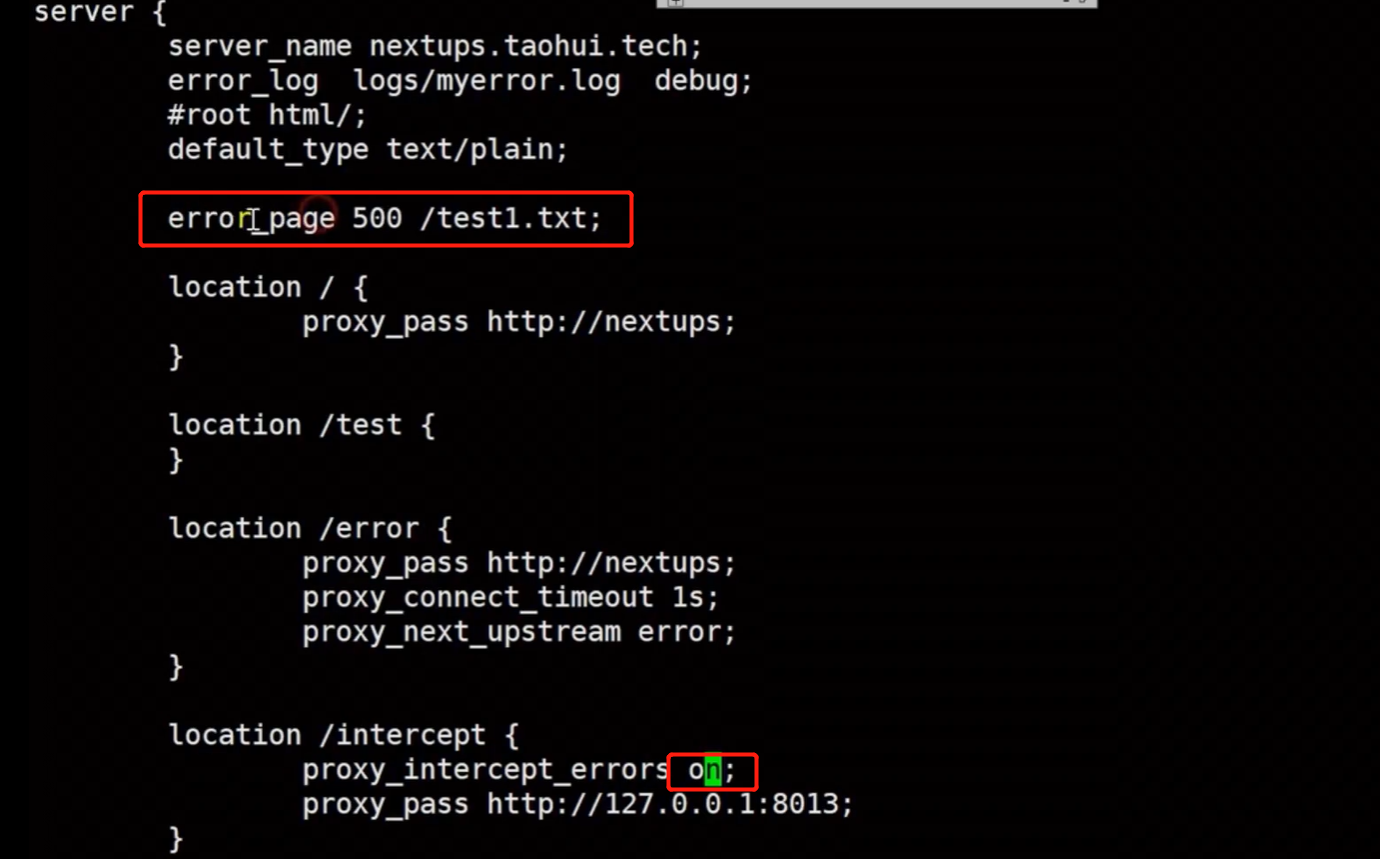 server {
server_name nextups.taohui.tech;
error_log logs/myerror.log debug;
#root html/;
default_type text/plain;
error_page 500 /test1.txt;
location / {
proxy_pass http://nextups;
}
location /test {
}
location /error {
proxy_pass http://nextups;
proxy_connect_timeout 1s;
proxy_next_upstream error;
}
location /intercept {
proxy_intercept_errors on;
proxy_pass http://127.0.0.1:8013;
}